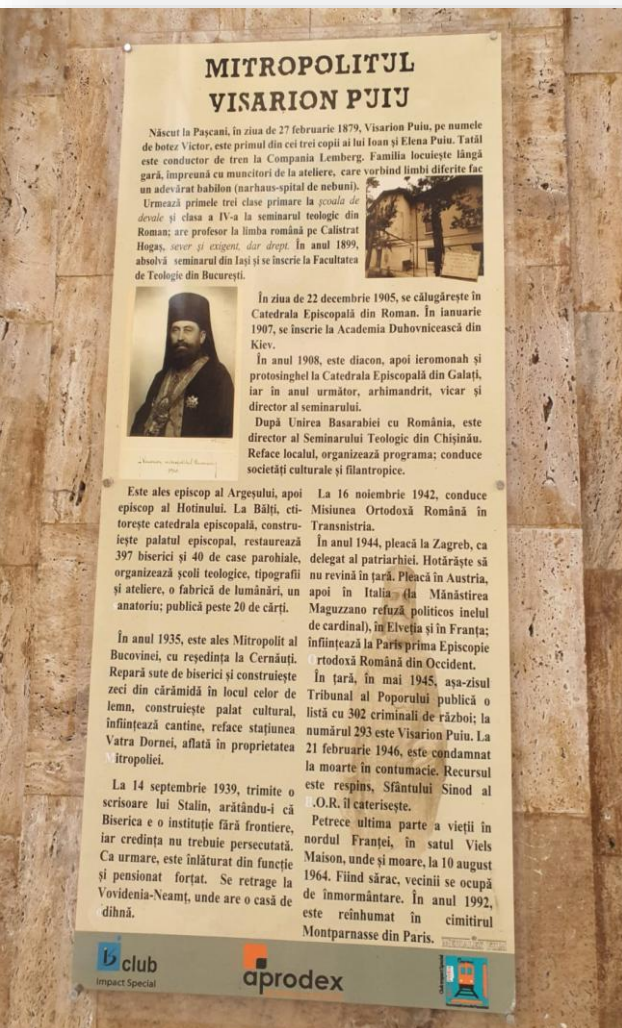 MITROPOLITUL
VISARION PUIU
Născut la Pașcani, în ziua de 27 februarie 1879, Visarion Puiu, pe numele
de botez Victor, este primul din cei trei copii ai lui Ioan și Elena Puiu. Tatăl
este conductor de tren la Compania Lemberg. Familia locuiește lângă
gară, împreună cu muncitori de la ateliere, care vorbind limbi diferite fac
un adevărat babilon (narhaus-spital de nebuni).
Urmează primele trei clase primare la școala de
devale și clasa a IV-a la seminarul teologic din
Roman; are profesor la limba română pe Calistrat
Hogaș, sever și exigent, dar drept. În anul 1899,
absolvă seminarul din Iași și se înscrie la Facultatea
de Teologie din București.
În ziua de 22 decembrie 1905, se călugărește în
Catedrala Episcopală din Roman. În ianuarie
1907, se înscrie la Academia Duhovnicească din
Kiev.
În anul 1908, este diacon, apoi ieromonah și
protosinghel la Catedrala Episcopală din Galați,
iar în anul următor, arhimandrit, vicar și
director al seminarului.
După Unirea Basarabiei cu România, este
director al Seminarului Teologic din Chișinău.
Reface localul, organizează programa; conduce
societăți culturale și filantropice.
Este ales episcop al Argeșului, apoi
episcop al Hotinului. La Bălți, cti-
torește catedrala episcopală, constru-
iește palatul episcopal, restaurează
397 biserici și 40 de case parohiale,
organizează școli teologice, tipografii
și ateliere, o fabrică de lumânări, un
anatoriu; publică peste 20 de cărți.
În anul 1935, este ales Mitropolit al
Bucovinei, cu reședința la Cernăuți.
Repară sute de biserici și construiește
zeci din cărămidă în locul celor de
lemn, construiește palat cultural,
înființează cantine, reface stațiunea
Vatra Dornei, aflată în proprietatea
Mitropoliei.
La 14 septembrie 1939, trimite o
scrisoare lui Stalin, arătându-i că
Biserica e o instituție fără frontiere,
iar credința nu trebuie persecutată.
Ca urmare, este înlăturat din funcție
și pensionat forțat. Se retrage la
Vovidenia-Neamț, unde are o casă de
odihnă.
La 16 noiembrie 1942, conduce
Misiunea Ortodoxă Română în
Transnistria.
În anul 1944, pleacă la Zagreb, ca
delegat al patriarhiei. Hotărăște să
nu revină în țară. Pleacă în Austria,
apoi în Italia (la Mănăstirea
Maguzzano refuză politicos inelul
de cardinal), în Elveția și în Franța;
înființează la Paris prima Episcopie
Ortodoxă Română din Occident.
În țară, în mai 1945, așa-zisul
Tribunal al Poporului publică o
listă cu 302 criminali de război; la
numărul 293 este Visarion Puiu. La
21 februarie 1946, este condamnat
la moarte în contumacie. Recursul
este respins, Sfântului Sinod al
B.O.R. îl caterisește.
Petrece ultima parte a vieții în
nordul Franței, în satul Viels
Maison, unde și moare, la 10 august
1964. Fiind sărac, vecinii se ocupă
de înmormântare. În anul 1992,
este reînhumat în cimitirul
Montparnasse din Paris.
is club
Impact Special
aprodex